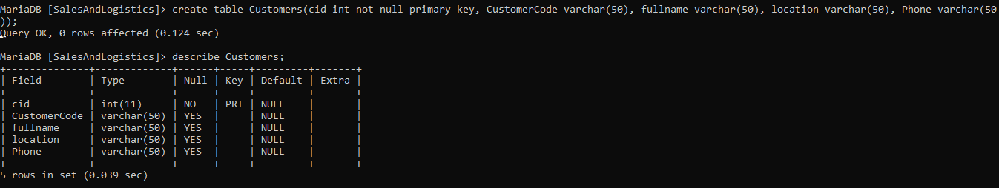 MariaDB [SalesAndLogistics]> create table Customers(cid int not null primary key, CustomerCode varchar(50), fullname varchar(50), location varchar(50), Phone varchar(50
));
Query OK, 0 rows affected (0.124 sec)
MariaDB [SalesAndLogistics]> describe Customers;
+--------------+-------------+------+-----+---------+-------+
| Field        | Type        | Null | Key | Default | Extra |
+--------------+-------------+------+-----+---------+-------+
| cid          | int(11)     | NO   | PRI | NULL    |       |
| CustomerCode | varchar(50) | YES  |     | NULL    |       |
| fullname     | varchar(50) | YES  |     | NULL    |       |
| location     | varchar(50) | YES  |     | NULL    |       |
| Phone        | varchar(50) | YES  |     | NULL    |       |
+--------------+-------------+------+-----+---------+-------+
5 rows in set (0.039 sec)